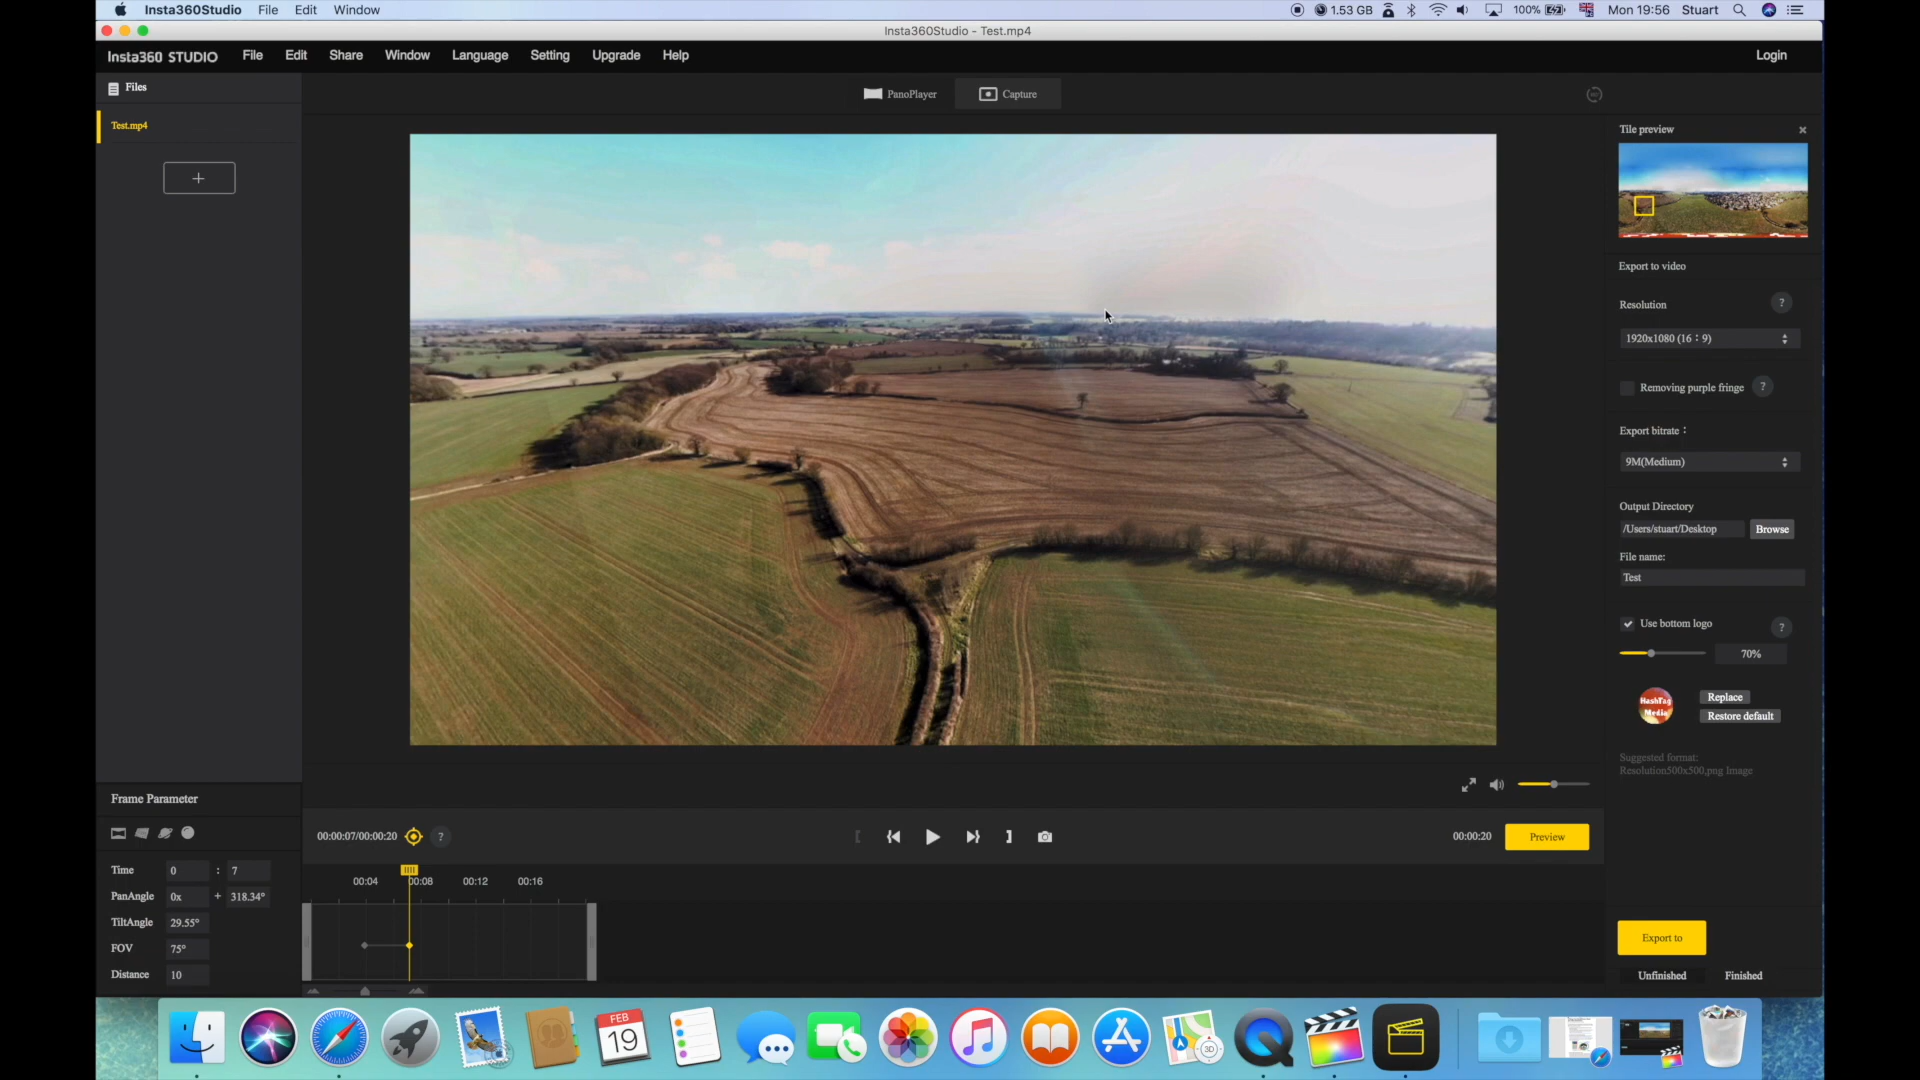 Insta360Studio File Edit Window
1.53 GB 100% Mon 19:56 Stuart
Insta360Studio - Test.mp4
Insta360 STUDIO File Edit Share Window Language Setting Upgrade Help Login
Files
PanoPlayer Capture
Test.mp4
+
Tile preview
Export to video
Resolution ?
1920x1080 (16：9)
Removing purple fringe ?
Export bitrate：
9M(Medium)
Output Directory
/Users/stuart/Desktop Browse
File name:
Test
Use bottom logo ?
70%
HashTag
Media
Replace
Restore default
Suggested format:
Resolution500x500,png Image
Frame Parameter
00:00:07/00:00:20 ? 00:00:20 Preview
Time 0 : 7
PanAngle 0x + 318.34°
TiltAngle 29.55°
FOV 75°
Distance 10
00:04 00:08 00:12 00:16
Export to
Unfinished Finished
FEB
19
3D